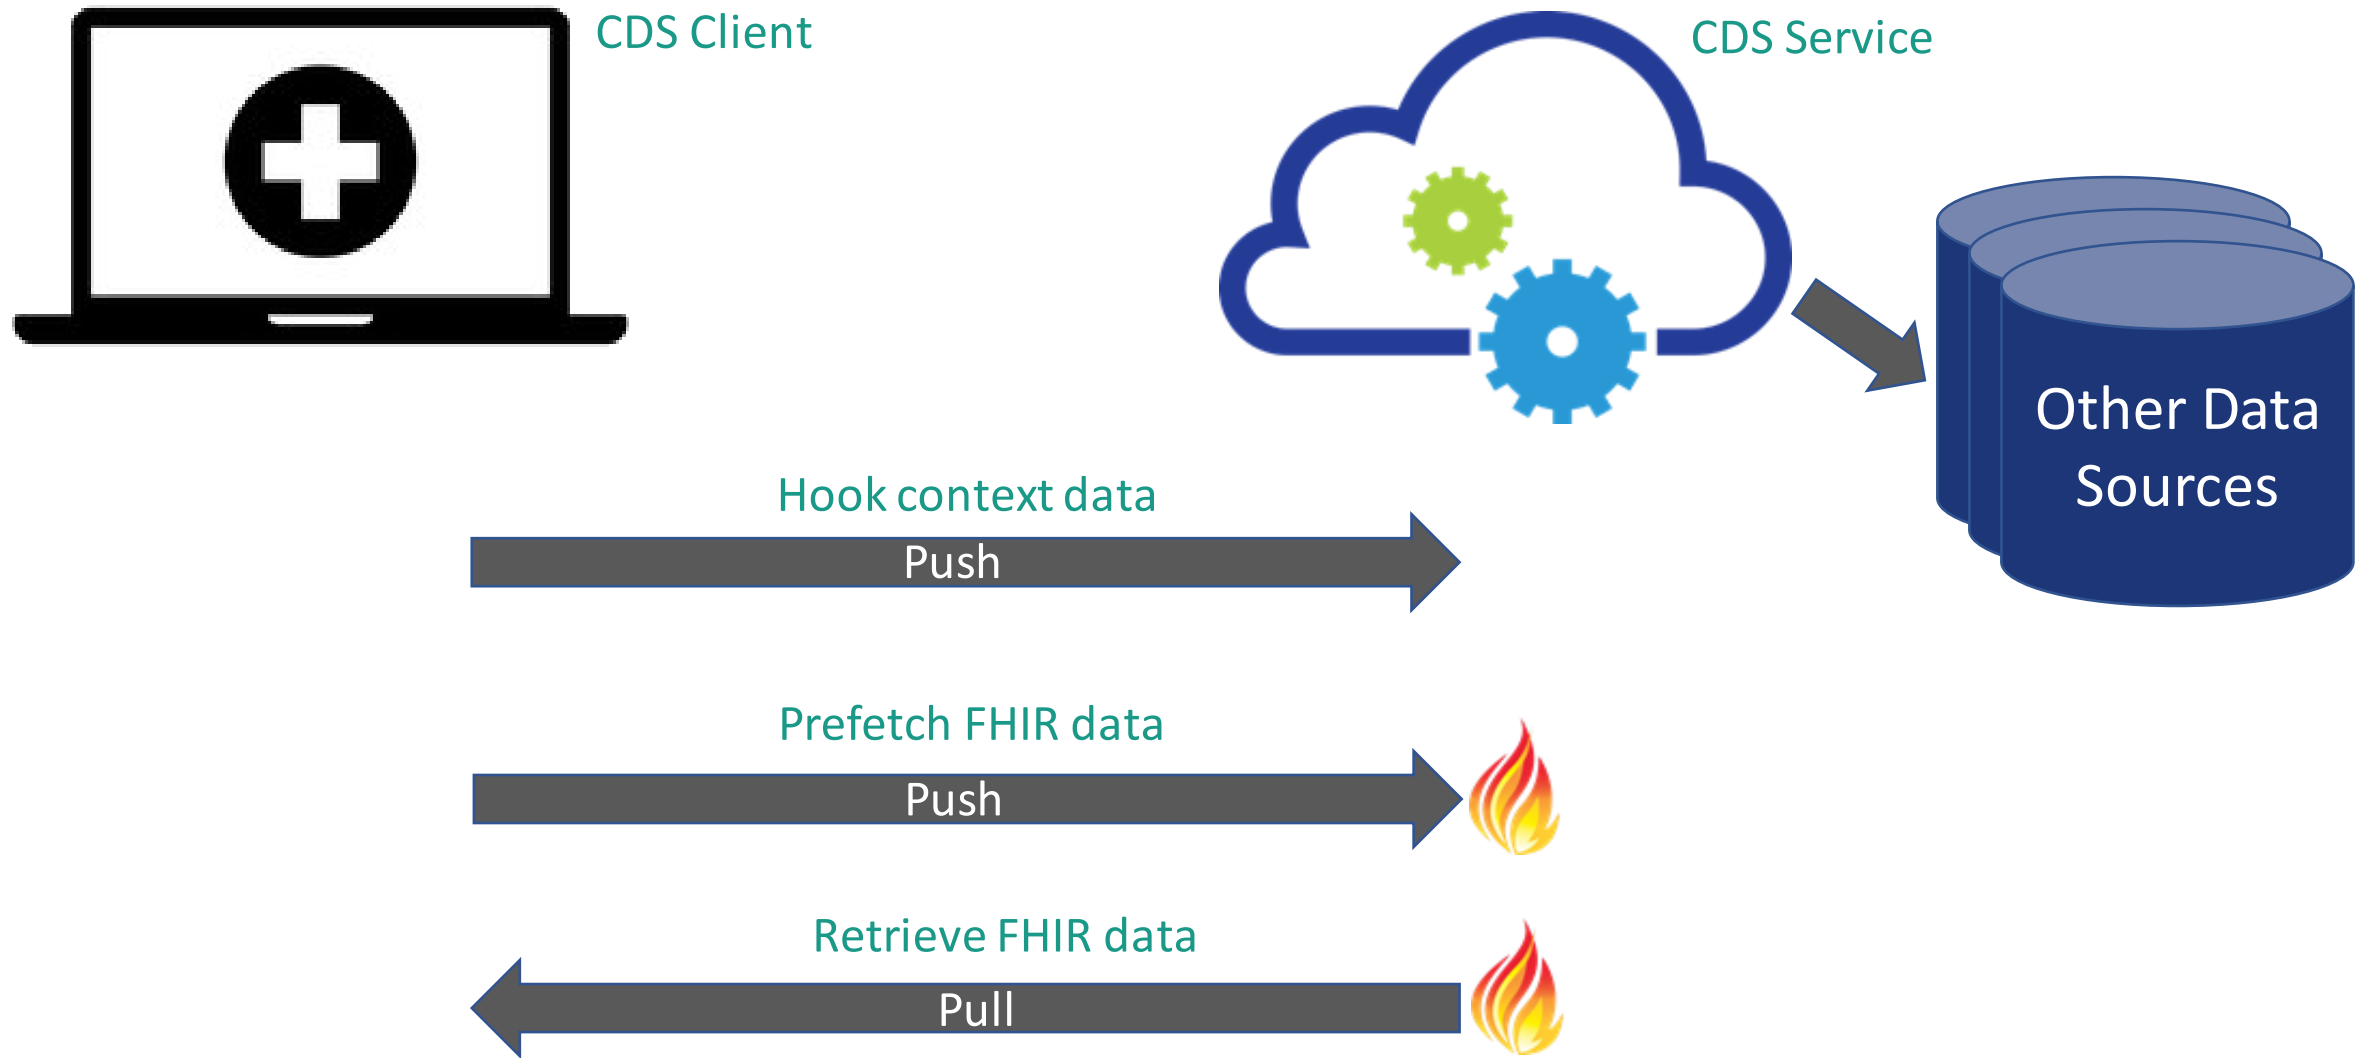 CDS Client
CDS Service
Other Data
Sources
Hook context data
Push
Prefetch FHIR data
Push
Retrieve FHIR data
Pull